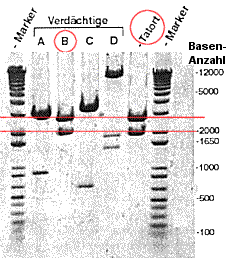 - Marker
Verdächtige
A B C D
-Tatort
- Marker
Basen-
Anzahl
-12000
-5000
-2000
-1650
-1000
-500
-100